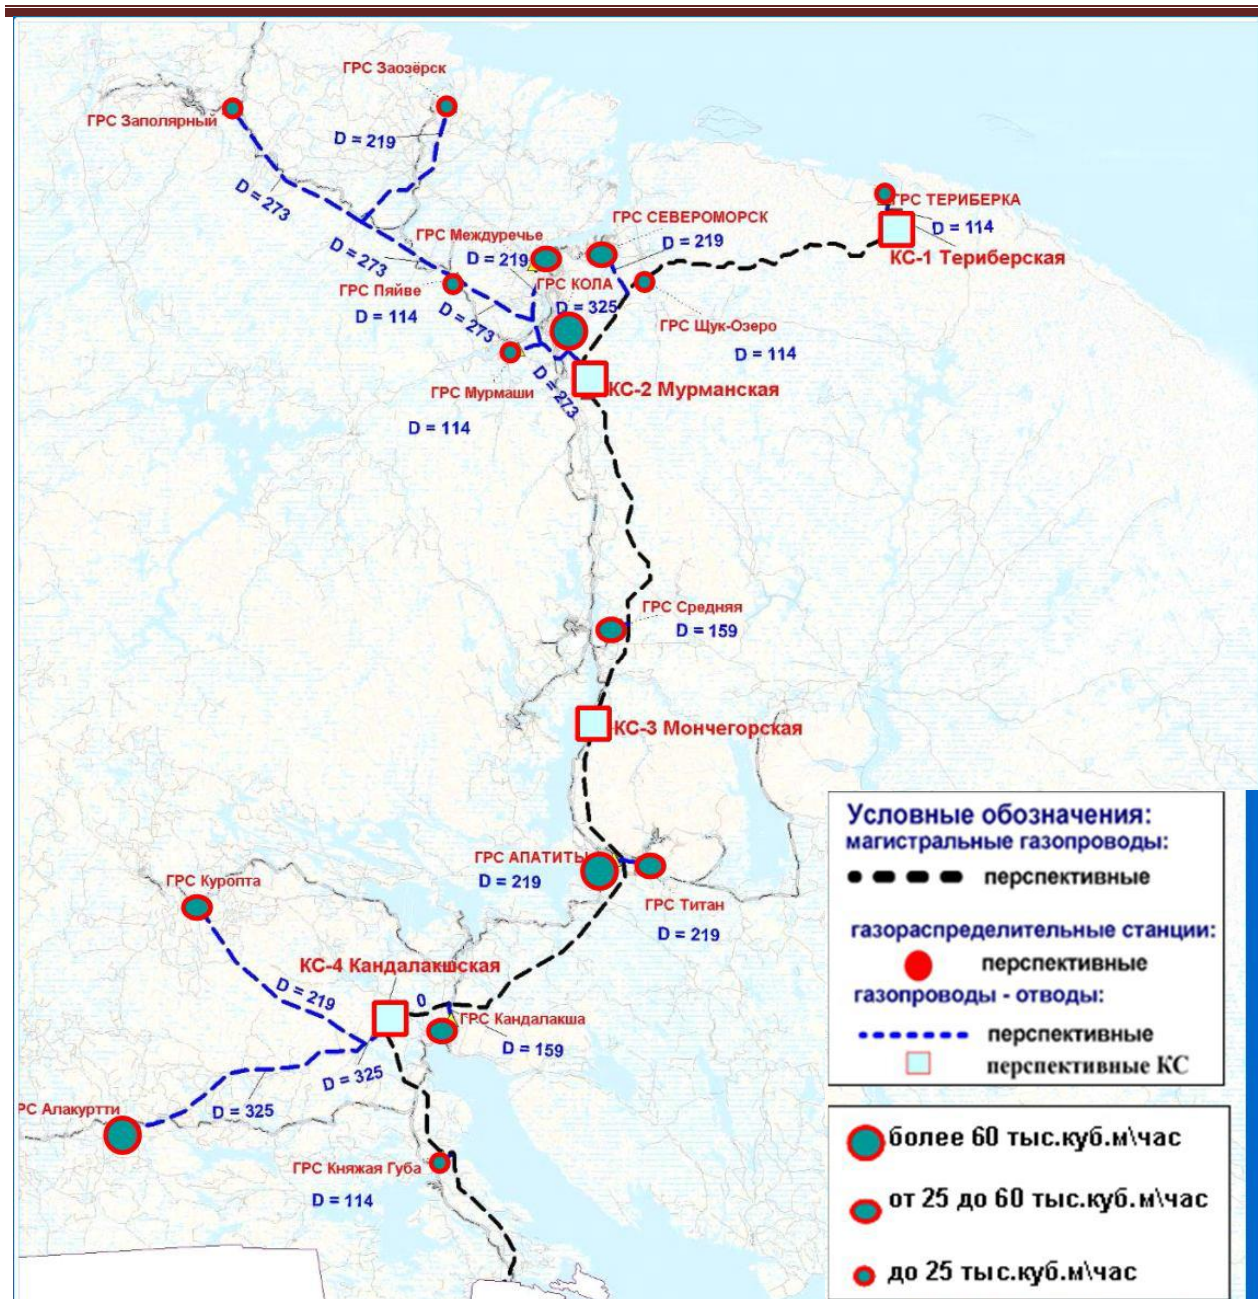 ГРС Заозёрск
ГРС Заполярный
D = 219
D = 273
ГРС ТЕРИБЕРКА
D = 114
КС-1 Териберская
ГРС СЕВЕРОМОРСК
D = 219
ГРС Междуречье
D = 219
D = 273
ГРС КОЛА
D = 325
ГРС Пяйве
D = 114
D = 273
ГРС Щук-Озеро
D = 114
ГРС Мурмаши
D = 114
D = 273
КС-2 Мурманская
ГРС Средняя
D = 159
КС-3 Мончегорская
ГРС АПАТИТЫ
D = 219
ГРС Титан
D = 219
ГРС Куропта
D = 219
КС-4 Кандалакшская
0
ГРС Кандалакша
D = 159
D = 325
D = 325
РС Алакуртти
ГРС Княжая Губа
D = 114
Условные обозначения:
магистральные газопроводы:
перспективные
газораспределительные станции:
перспективные
газопроводы - отводы:
перспективные
перспективные КС
более 60 тыс.куб.м\час
от 25 до 60 тыс.куб.м\час
до 25 тыс.куб.м\час